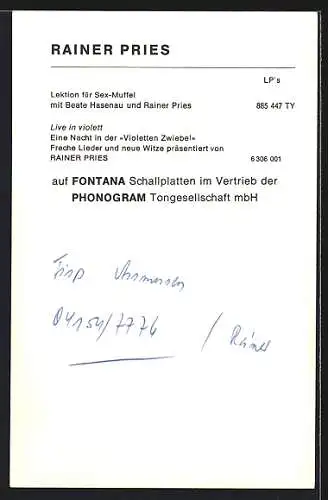 RAINER PRIES
LP's
Lektion für Sex-Muffel
mit Beate Hasenau und Rainer Pries 885 447 TY
Live in violett
Eine Nacht in der »Violetten Zwiebel«
Freche Lieder und neue Witze präsentiert von
RAINER PRIES 6306 001
auf FONTANA Schallplatten im Vertrieb der
PHONOGRAM Tongesellschaft mbH
04154/7776 / Rainer